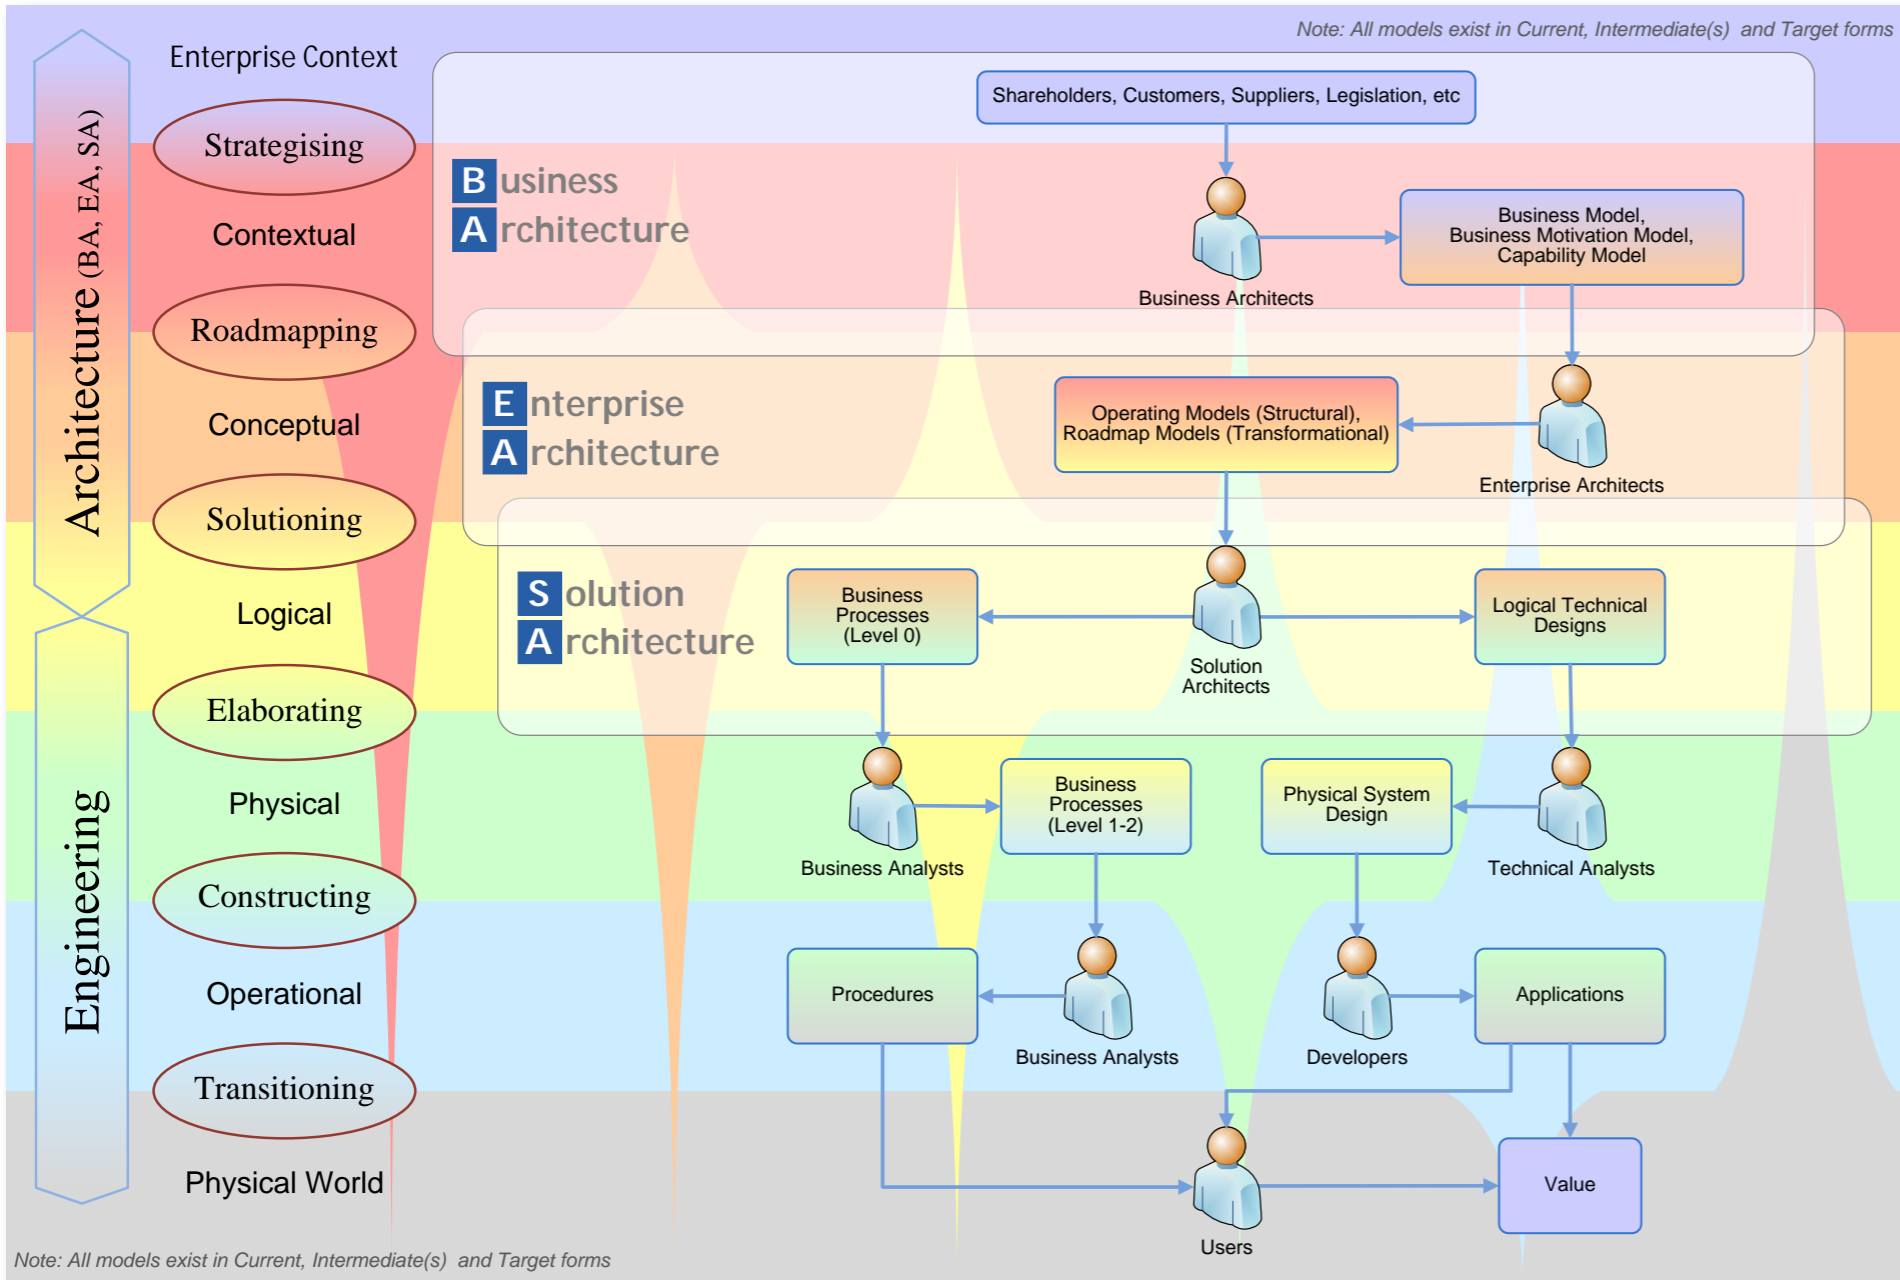 Note: All models exist in Current, Intermediate(s) and Target forms
Enterprise Context
Strategising
Contextual
Roadmapping
Conceptual
Solutioning
Logical
Elaborating
Physical
Constructing
Operational
Transitioning
Physical World
Architecture (BA, EA, SA)
Engineering
Business
Architecture
Enterprise
Architecture
Solution
Architecture
Shareholders, Customers, Suppliers, Legislation, etc
Business Architects
Business Model,
Business Motivation Model,
Capability Model
Enterprise Architects
Operating Models (Structural),
Roadmap Models (Transformational)
Solution
Architects
Business
Processes
(Level 0)
Logical Technical
Designs
Business Analysts
Business
Processes
(Level 1-2)
Physical System
Design
Technical Analysts
Procedures
Business Analysts
Developers
Applications
Users
Value
Note: All models exist in Current, Intermediate(s) and Target forms